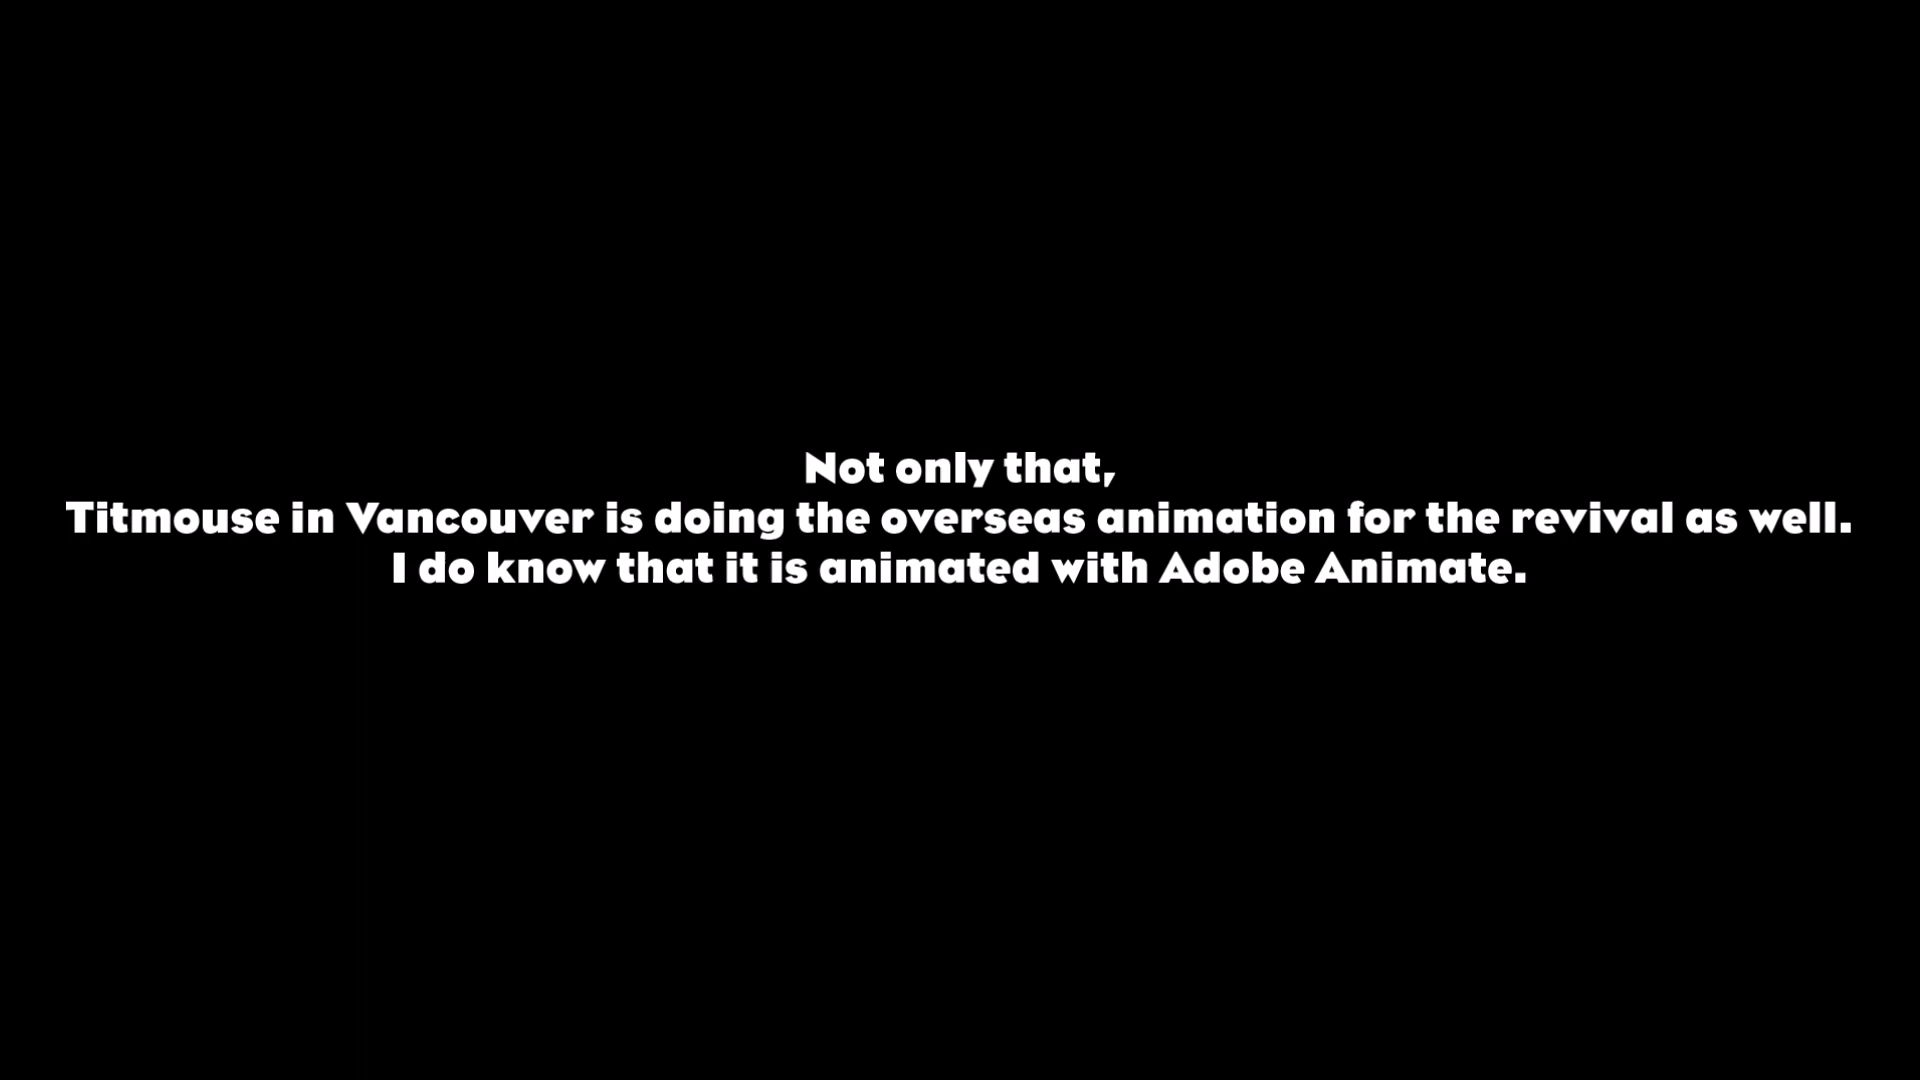 Not only that,
Titmouse in Vancouver is doing the overseas animation for the revival as well.
I do know that it is animated with Adobe Animate.